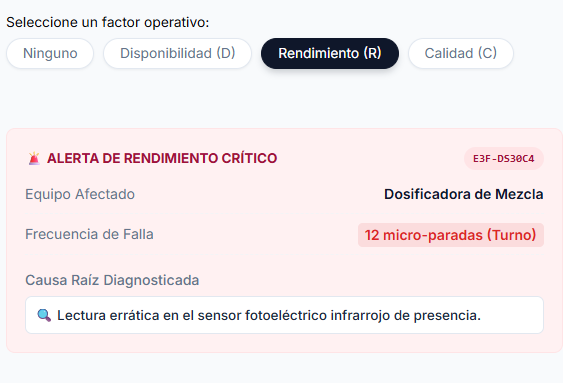 Seleccione un factor operativo:
Ninguno Disponibilidad (D) Rendimiento (R) Calidad (C)
🚨 ALERTA DE RENDIMIENTO CRÍTICO E3F-DS30C4
Equipo Afectado Dosificadora de Mezcla
Frecuencia de Falla 12 micro-paradas (Turno)
Causa Raíz Diagnosticada
🔍 Lectura errática en el sensor fotoeléctrico infrarrojo de presencia.